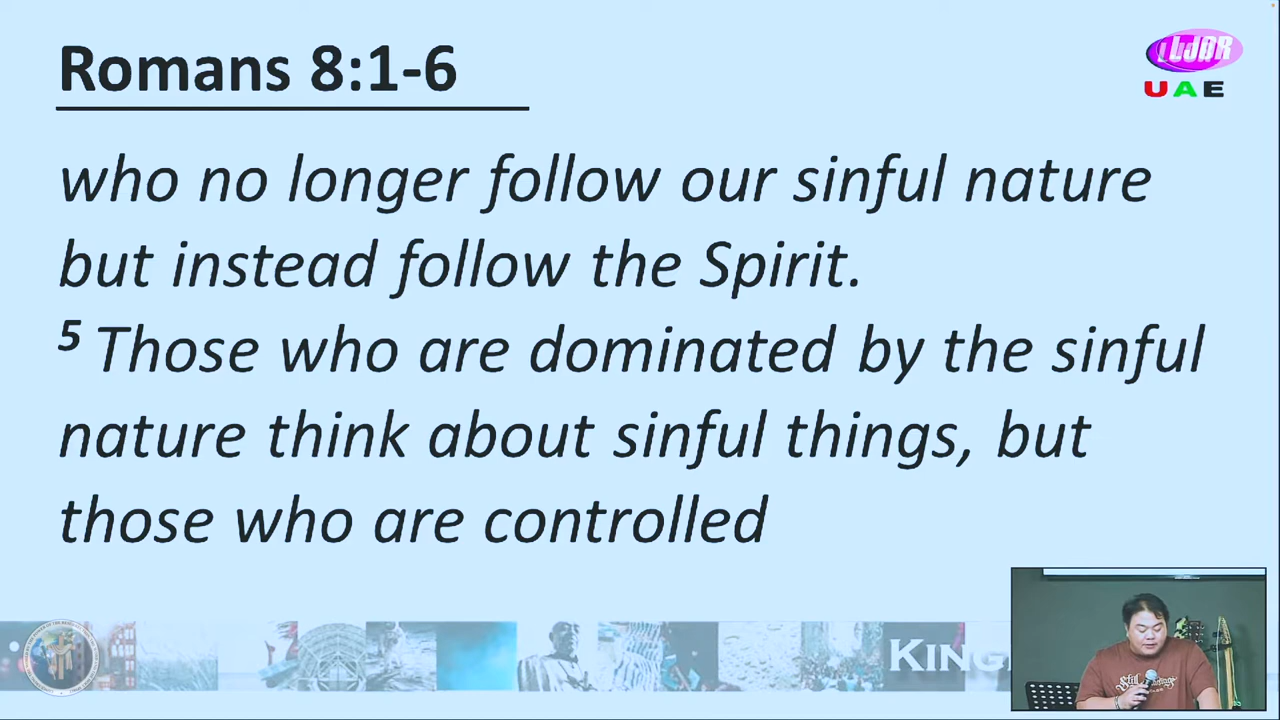 Romans 8:1-6
UAE
who no longer follow our sinful nature
but instead follow the Spirit.
5 Those who are dominated by the sinful
nature think about sinful things, but
those who are controlled